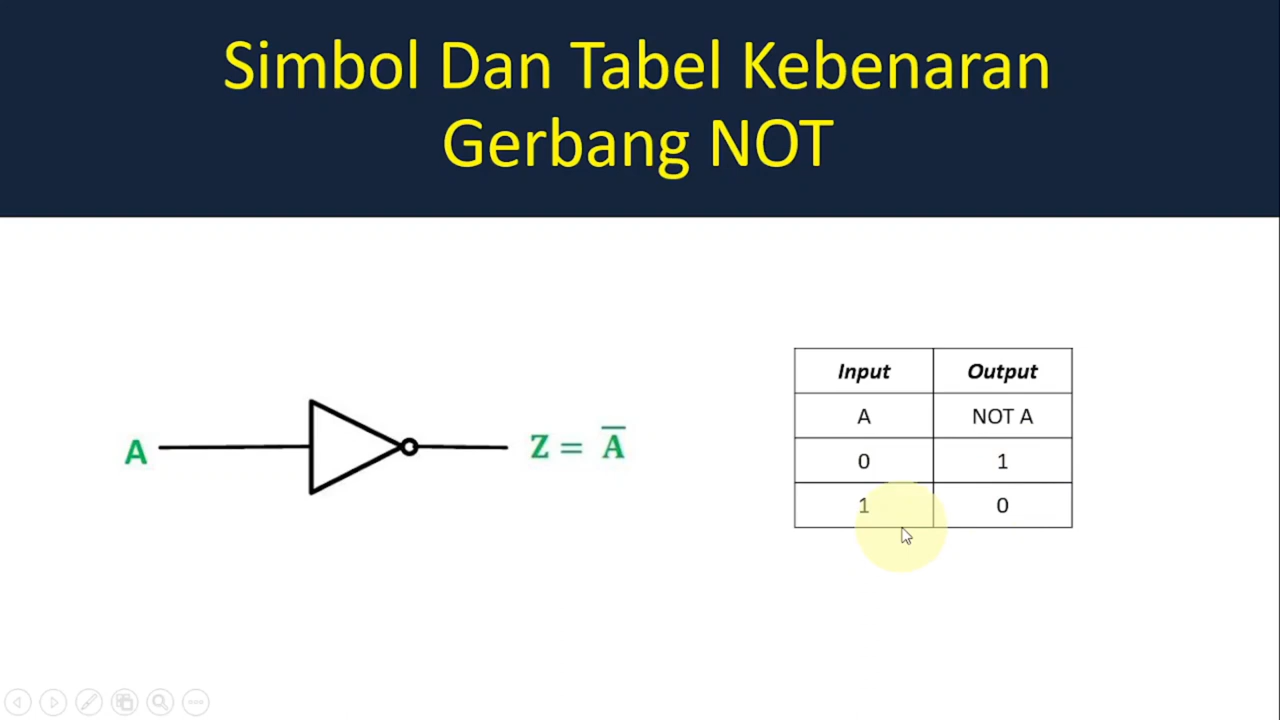 Simbol Dan Tabel Kebenaran
Gerbang NOT
A
Z = A̅
Input Output
A NOT A
0 1
1 0